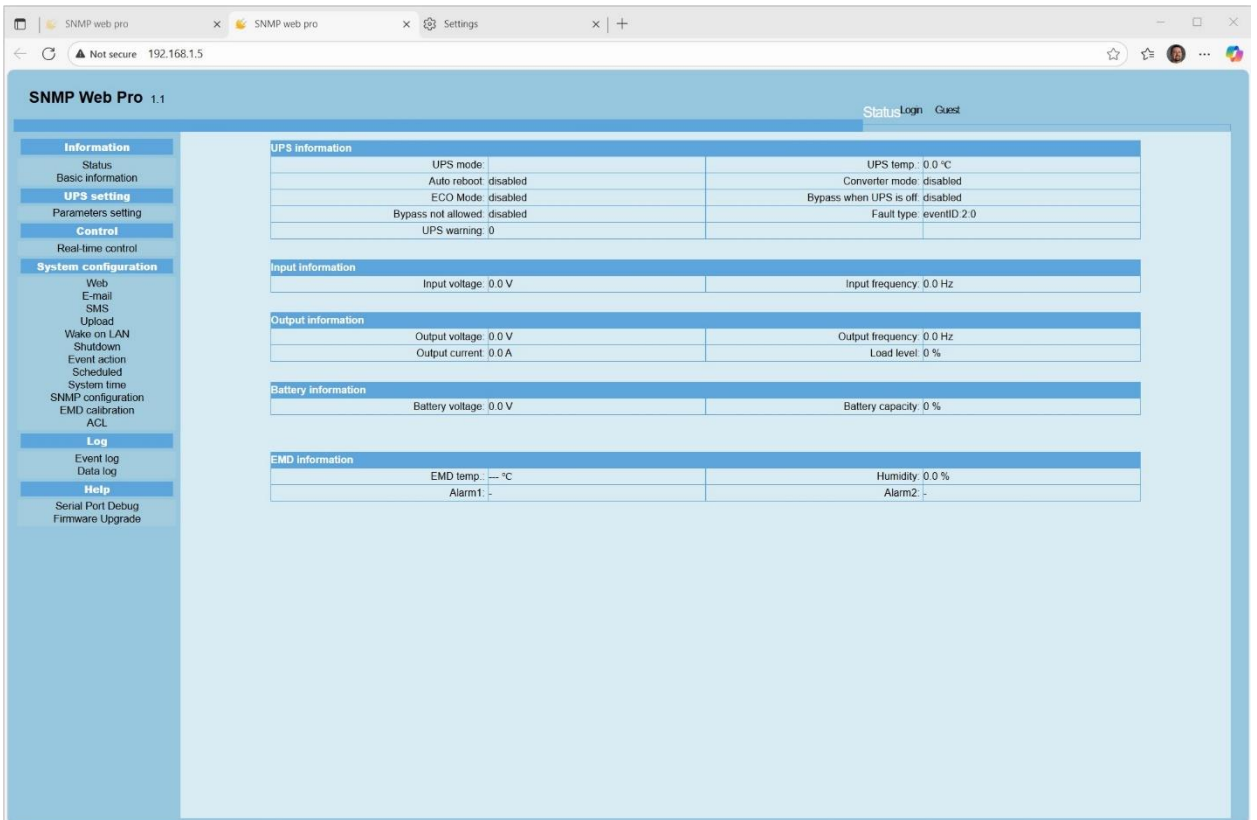 SNMP web pro
SNMP web pro
Settings
Not secure 192.168.1.5
SNMP Web Pro 1.1
Status Login Guest
Information
Status
Basic information
UPS setting
Parameters setting
Control
Real-time control
System configuration
Web
E-mail
SMS
Upload
Wake on LAN
Shutdown
Event action
Scheduled
System time
SNMP configuration
EMD calibration
ACL
Log
Event log
Data log
Help
Serial Port Debug
Firmware Upgrade
UPS information
UPS mode: UPS temp.: 0.0 °C
Auto reboot: disabled Converter mode: disabled
ECO Mode: disabled Bypass when UPS is off: disabled
Bypass not allowed: disabled Fault type: eventID:2:0
UPS warning: 0
Input information
Input voltage: 0.0 V Input frequency: 0.0 Hz
Output information
Output voltage: 0.0 V Output frequency: 0.0 Hz
Output current: 0.0 A Load level: 0 %
Battery information
Battery voltage: 0.0 V Battery capacity: 0 %
EMD information
EMD temp.: --- °C Humidity: 0.0 %
Alarm1: - Alarm2: -